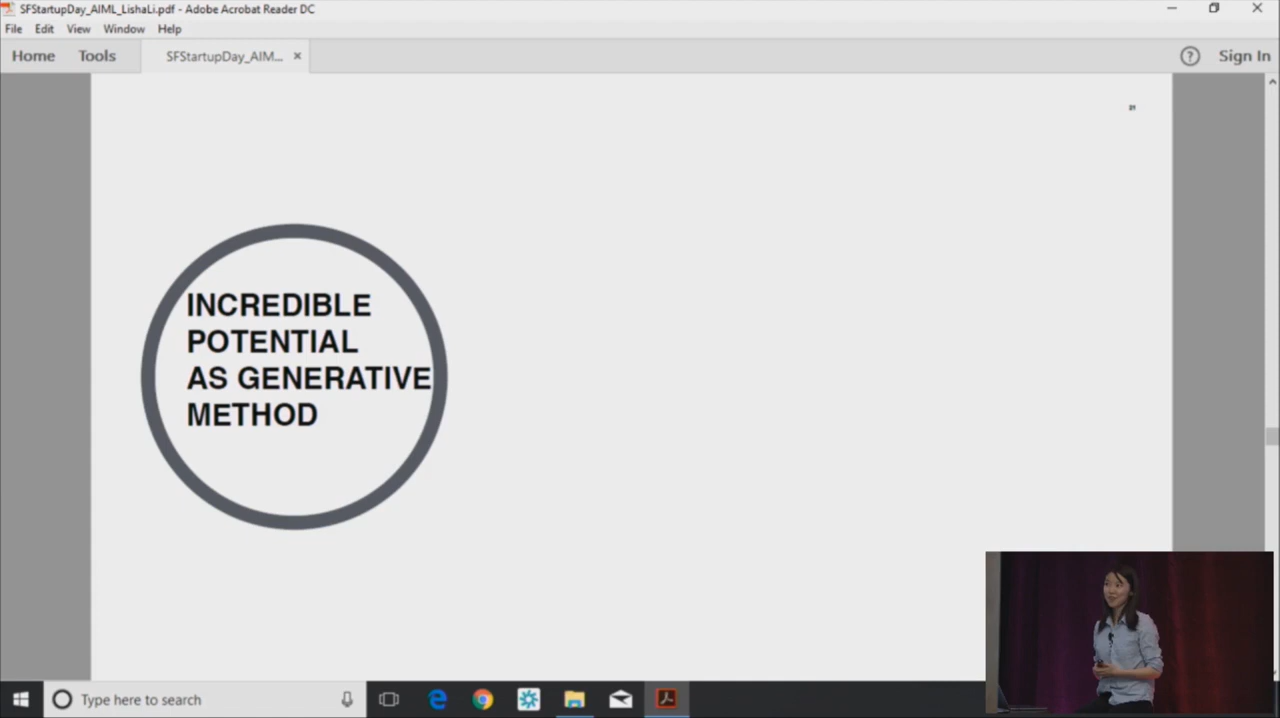 SFStartupDay_AIML_LishaLi.pdf - Adobe Acrobat Reader DC
File Edit View Window Help
Home Tools SFStartupDay_AIM... × Sign In
INCREDIBLE
POTENTIAL
AS GENERATIVE
METHOD
Type here to search